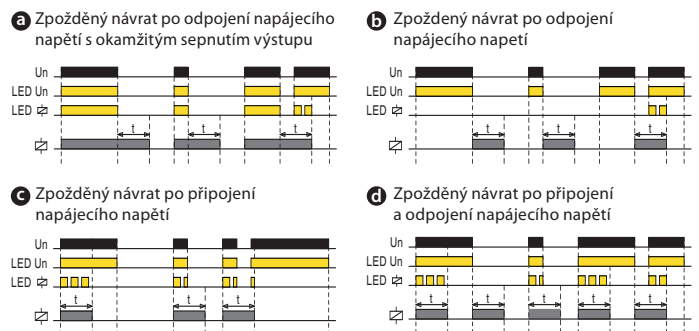 a Zpožděný návrat po odpojení napájecího
napětí s okamžitým sepnutím výstupu
Un
LED Un
LED
t t t
b Zpožděný návrat po odpojení
napájecího napetí
Un
LED Un
LED
t t t
c Zpožděný návrat po připojení
napájecího napětí
Un
LED Un
LED
t t t
d Zpožděný návrat po připojení
a odpojení napájecího napětí
Un
LED Un
LED
t t t t t